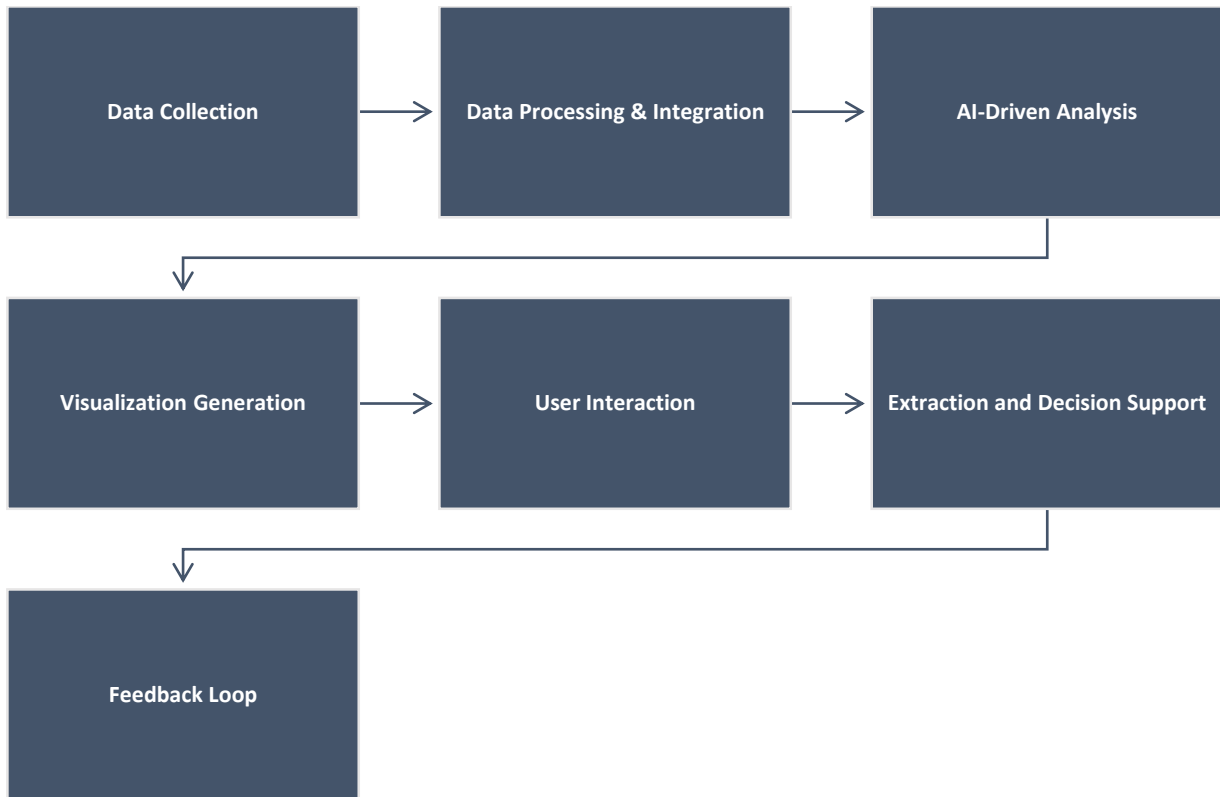 Data Collection
Data Processing & Integration
AI-Driven Analysis
Visualization Generation
User Interaction
Extraction and Decision Support
Feedback Loop